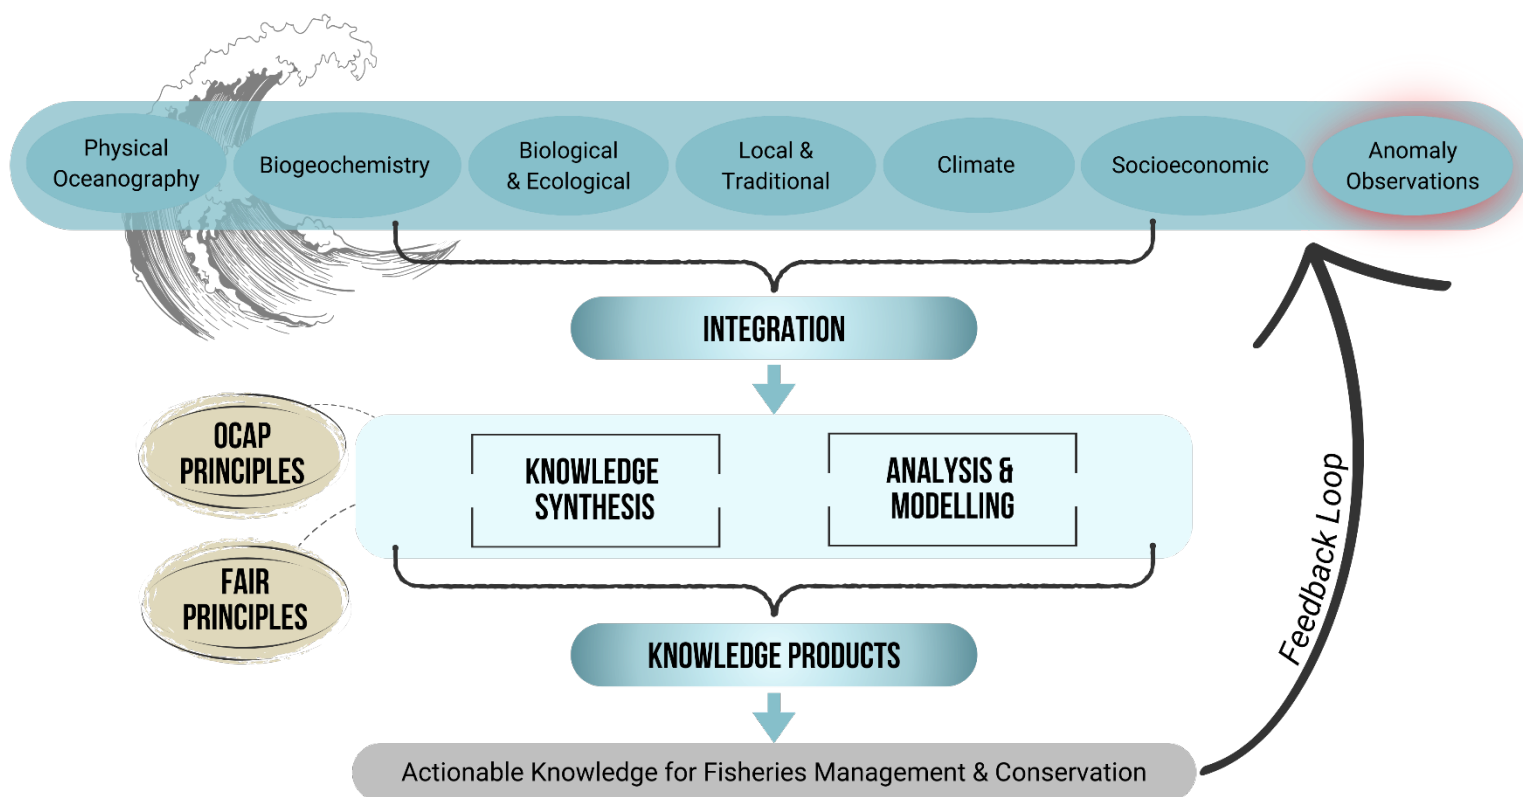 Physical
Oceanography
Biogeochemistry
Biological
& Ecological
Local &
Traditional
Climate
Socioeconomic
Anomaly
Observations
INTEGRATION
OCAP
PRINCIPLES
KNOWLEDGE
SYNTHESIS
ANALYSIS &
MODELLING
FAIR
PRINCIPLES
KNOWLEDGE PRODUCTS
Feedback Loop
Actionable Knowledge for Fisheries Management & Conservation